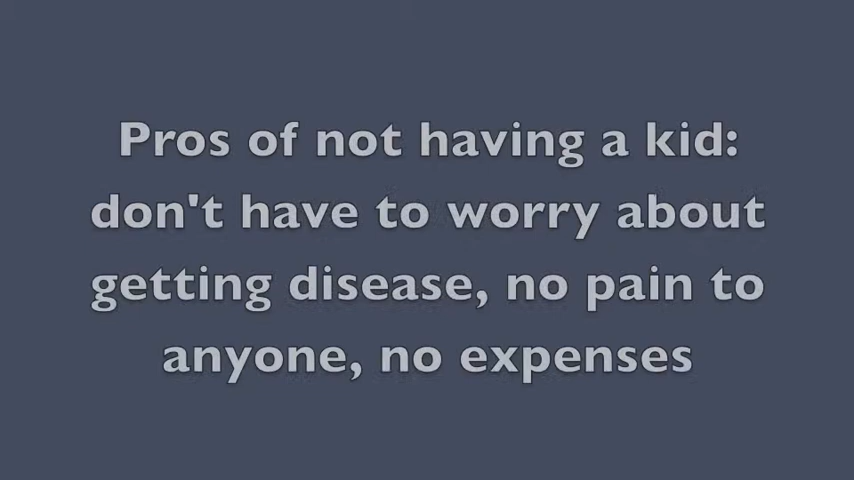 Pros of not having a kid:
don't have to worry about
getting disease, no pain to
anyone, no expenses